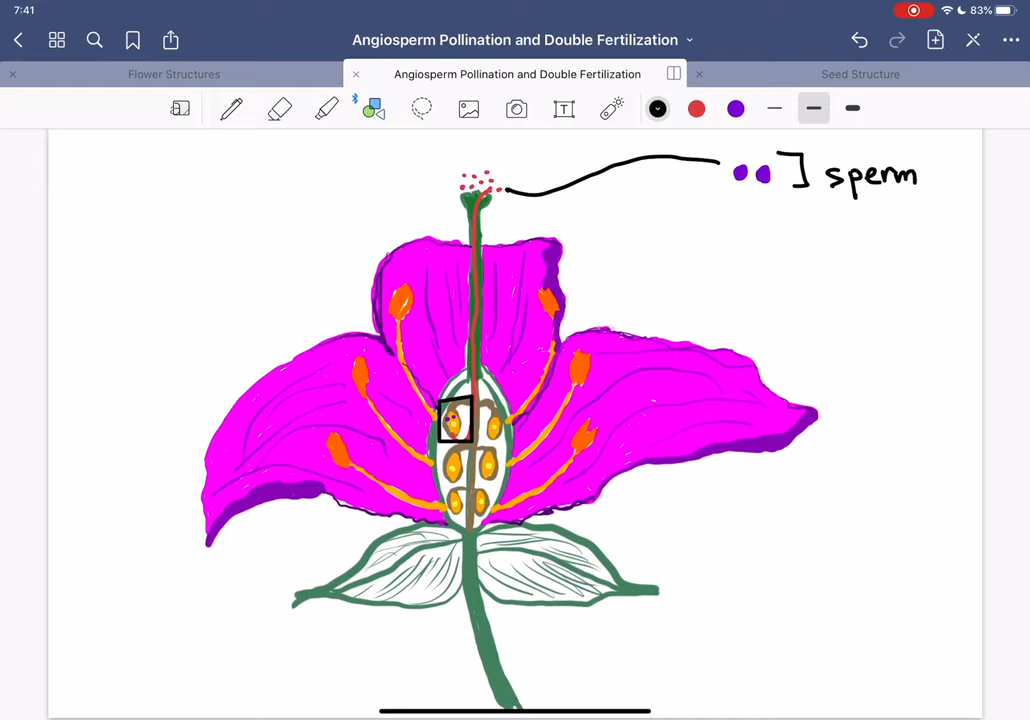 7:41
83%
Angiosperm Pollination and Double Fertilization
Flower Structures
Angiosperm Pollination and Double Fertilization
Seed Structure
T
sperm